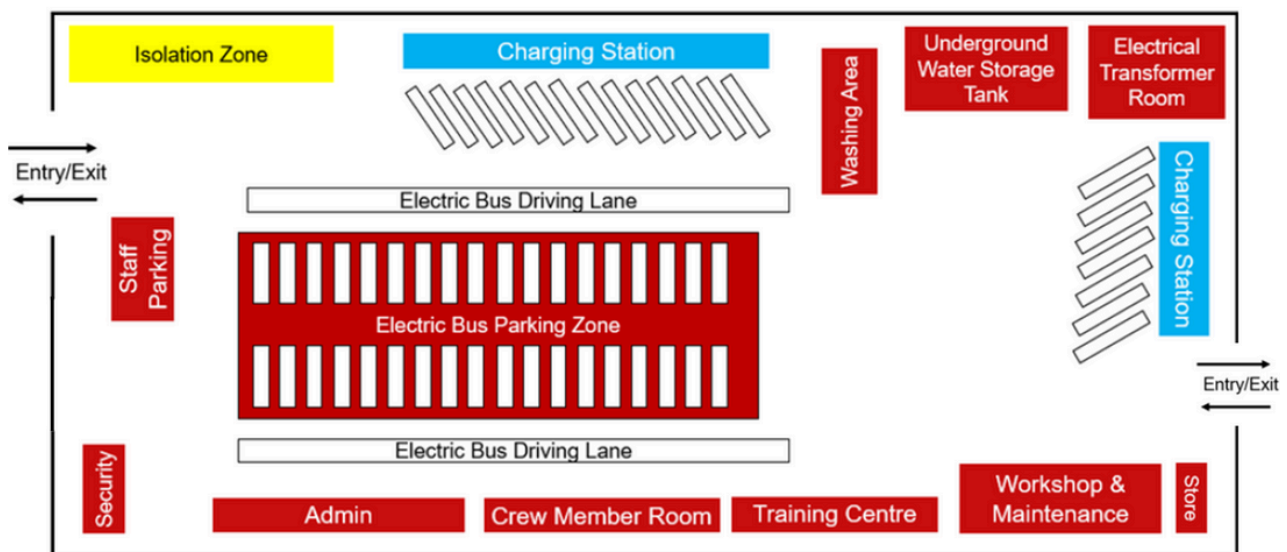 Isolation Zone
Charging Station
Washing Area
Underground
Water Storage
Tank
Electrical
Transformer
Room
Entry/Exit
Charging Station
Electric Bus Driving Lane
Staff
Parking
Electric Bus Parking Zone
Entry/Exit
Electric Bus Driving Lane
Security
Admin
Crew Member Room
Training Centre
Workshop &
Maintenance
Store